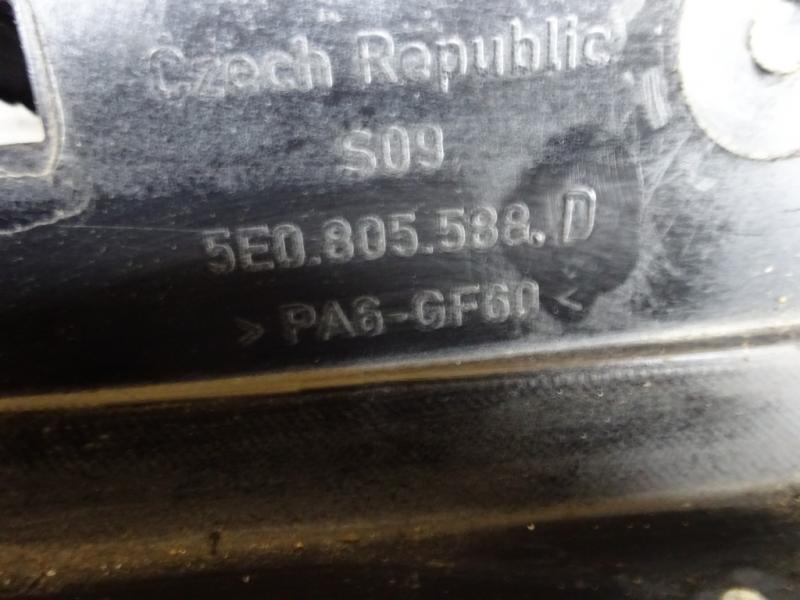 Czech Republic
S09
5E0.805.588.D
>PA6-GF60<